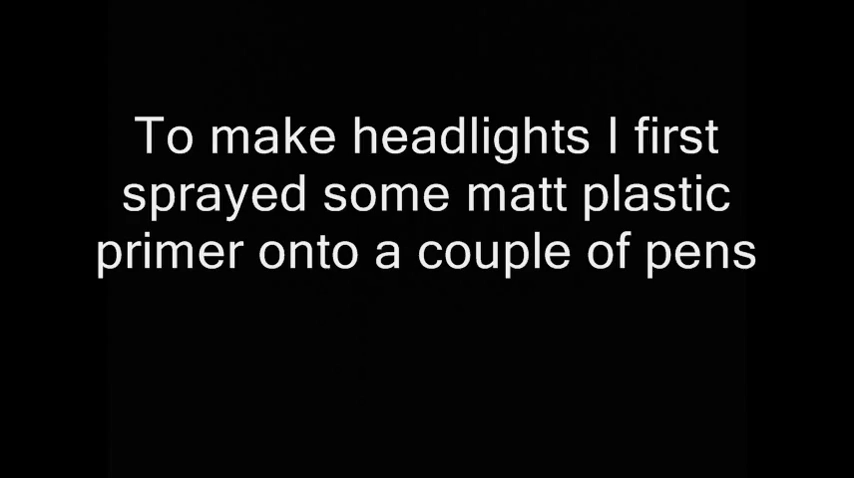 To make headlights I first
sprayed some matt plastic
primer onto a couple of pens